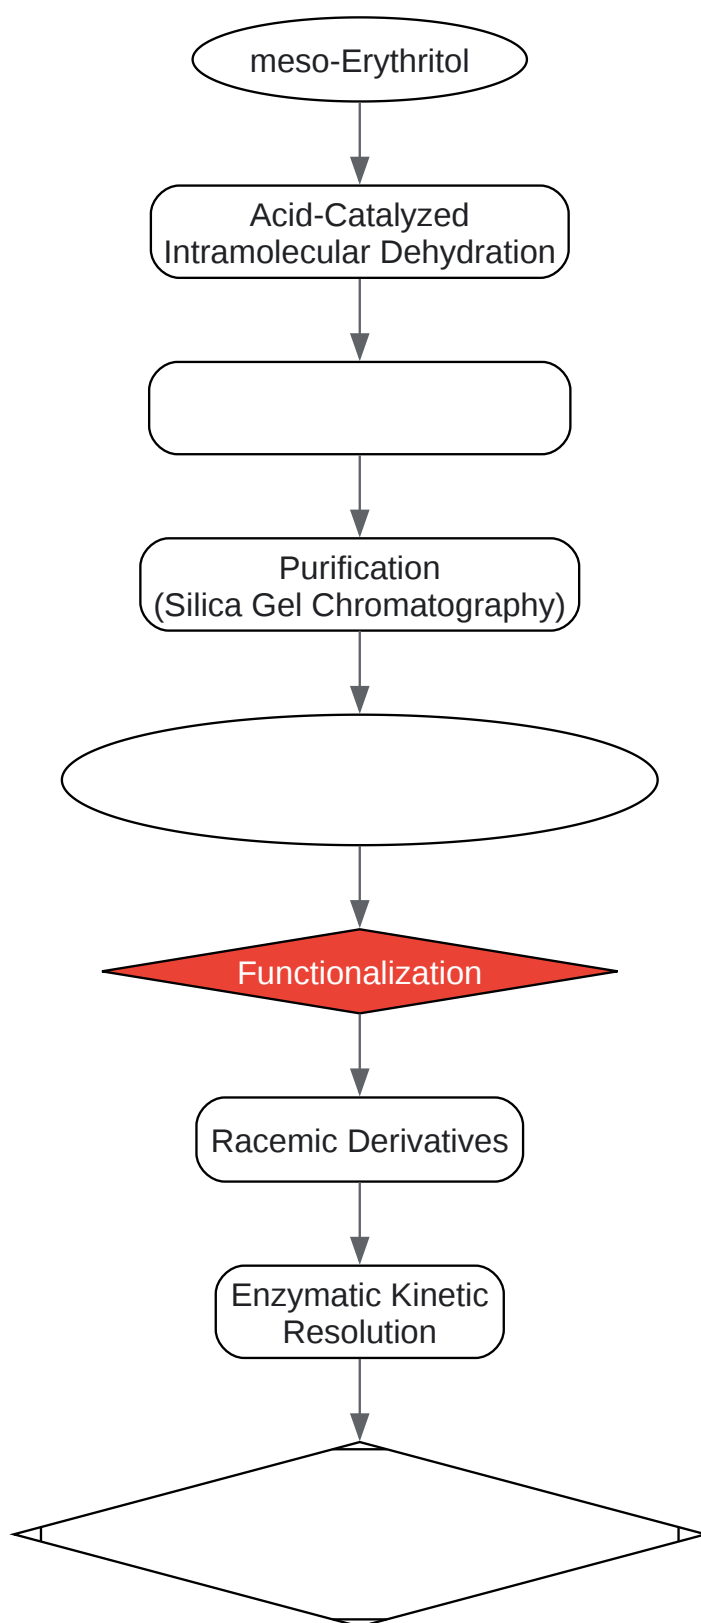 meso-Erythritol
Acid-Catalyzed
Intramolecular Dehydration
Purification
(Silica Gel Chromatography)
Functionalization
Racemic Derivatives
Enzymatic Kinetic
Resolution